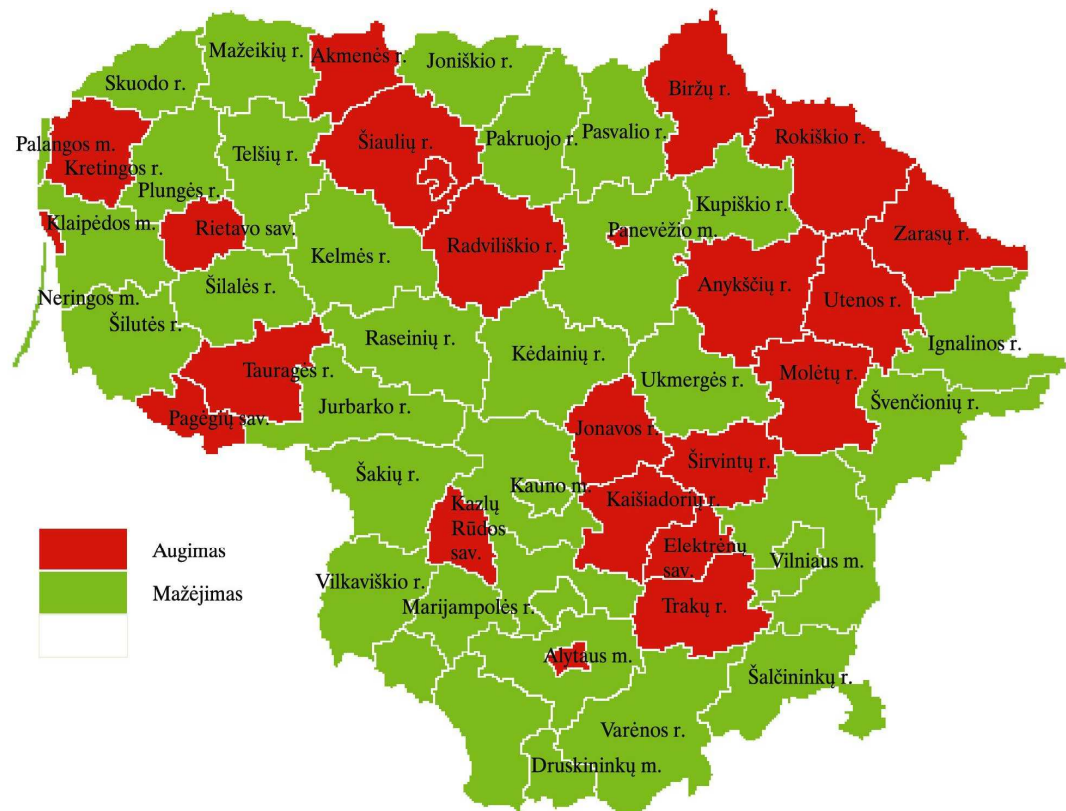 Mažeikių r.
Akmenės r.
Joniškio r.
Skuodo r.
Biržų r.
Palangos m.
Kretingos r.
Telšių r.
Šiaulių r.
Pakruojo r.
Pasvalio r.
Rokiškio r.
Plungės r.
Klaipėdos m.
Rietavo sav.
Kelmės r.
Radviliškio r.
Panevėžio m.
Kupiškio r.
Zarasų r.
Neringos m.
Šilalės r.
Anykščių r.
Utenos r.
Šilutės r.
Raseinių r.
Kėdainių r.
Ignalinos r.
Tauragės r.
Ukmergės r.
Molėtų r.
Pagėgių sav.
Jurbarko r.
Švenčionių r.
Jonavos r.
Šakių r.
Širvintų r.
Kauno m.
Kaišiadorių r.
Kazlų
Rūdos
sav.
Elektrėnų
sav.
Vilniaus m.
Augimas
Mažėjimas
Vilkaviškio r.
Marijampolės r.
Trakų r.
Alytaus m.
Šalčininkų r.
Varėnos r.
Druskininkų m.